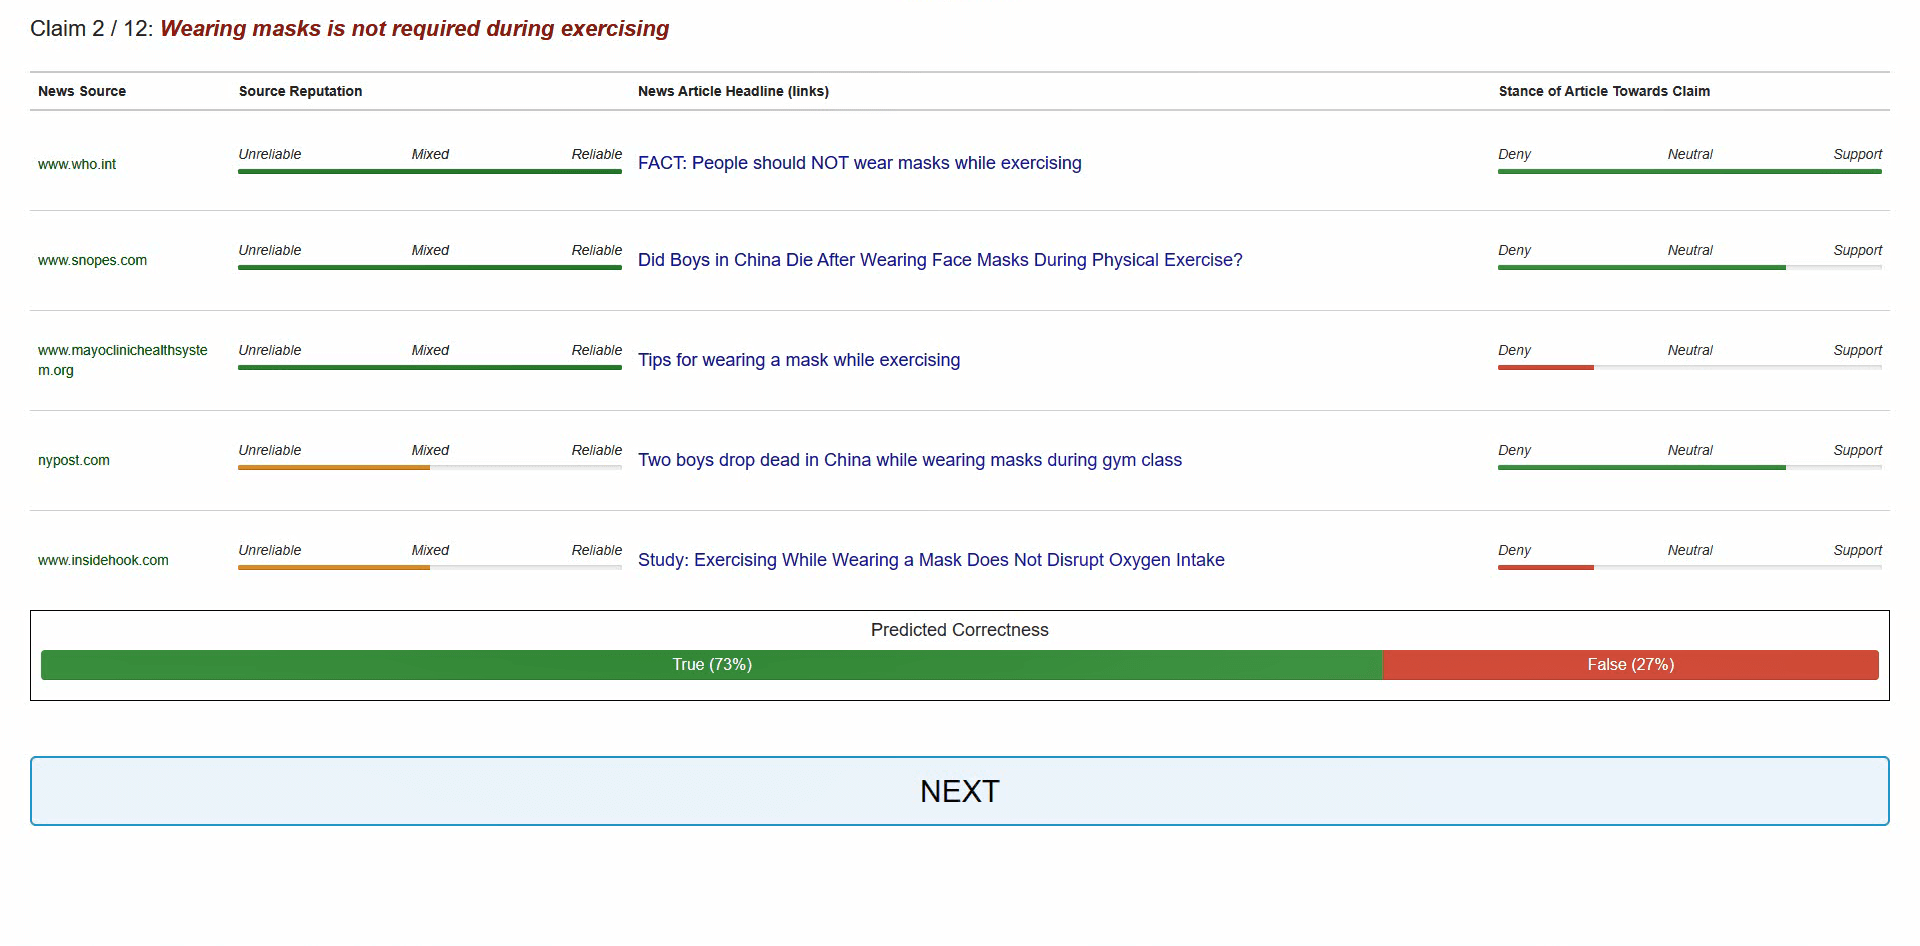 Claim 2 / 12: Wearing masks is not required during exercising
News Source Source Reputation News Article Headline (links) Stance of Article Towards Claim
Unreliable Mixed Reliable Deny Neutral Support
www.who.int FACT: People should NOT wear masks while exercising
Unreliable Mixed Reliable Deny Neutral Support
www.snopes.com Did Boys in China Die After Wearing Face Masks During Physical Exercise?
www.mayoclinichealthsyste Unreliable Mixed Reliable Deny Neutral Support
Tips for wearing a mask while exercising
m.org
Unreliable Mixed Reliable Deny Neutral Support
nypost.com Two boys drop dead in China while wearing masks during gym class
Unreliable Mixed Reliable Deny Neutral Support
www.insidehook.com Study: Exercising While Wearing a Mask Does Not Disrupt Oxygen Intake
Predicted Correctness
True (73%) False (27%)
NEXT